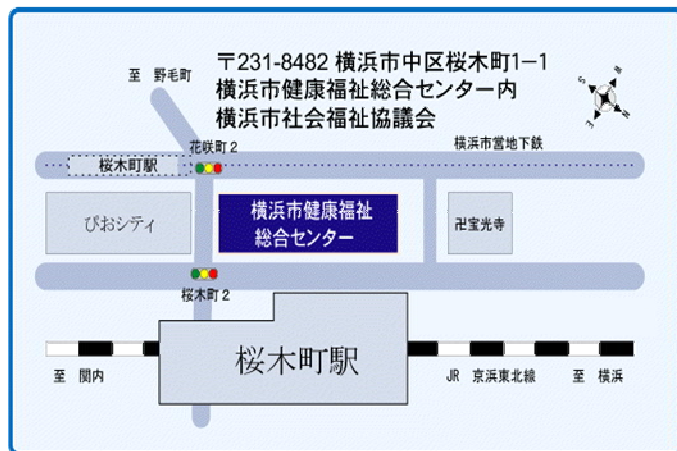 〒231-8482 横浜市中区桜木町1-1
横浜市健康福祉総合センター内
横浜市社会福祉協議会
至 野毛町
花咲町2
横浜市営地下鉄
桜木町駅
ぴおシティ
横浜市健康福祉
総合センター
卍宝光寺
桜木町2
桜木町駅
至 関内
JR 京浜東北線
至 横浜